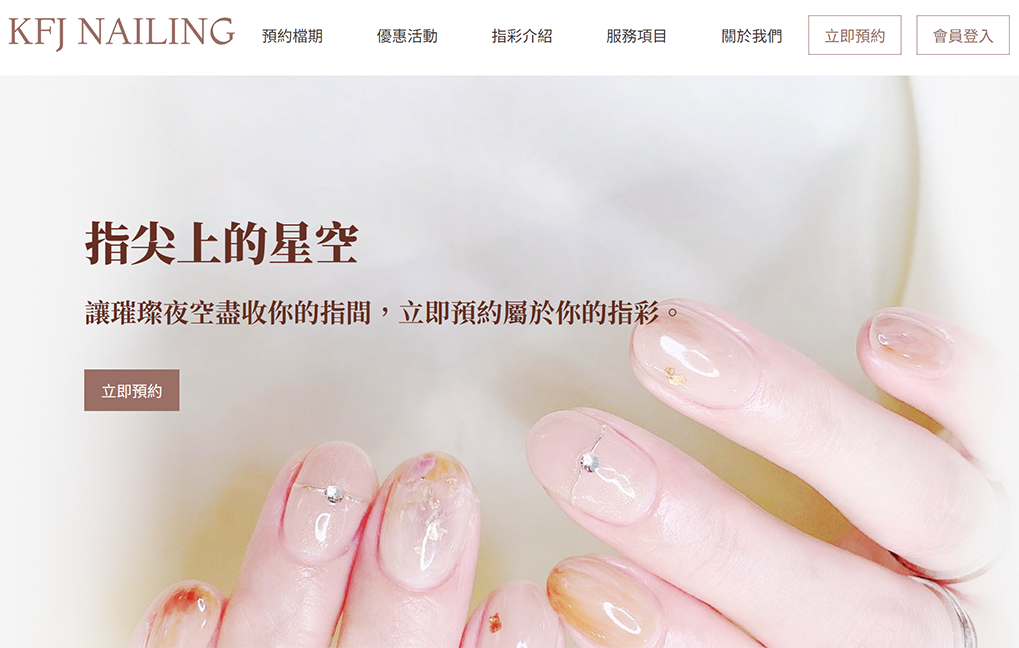 KFJ NAILING
預約檔期
優惠活動
指彩介紹
服務項目
關於我們
立即預約
會員登入
指尖上的星空
讓璀璨夜空盡收你的指間，立即預約屬於你的指彩。
立即預約